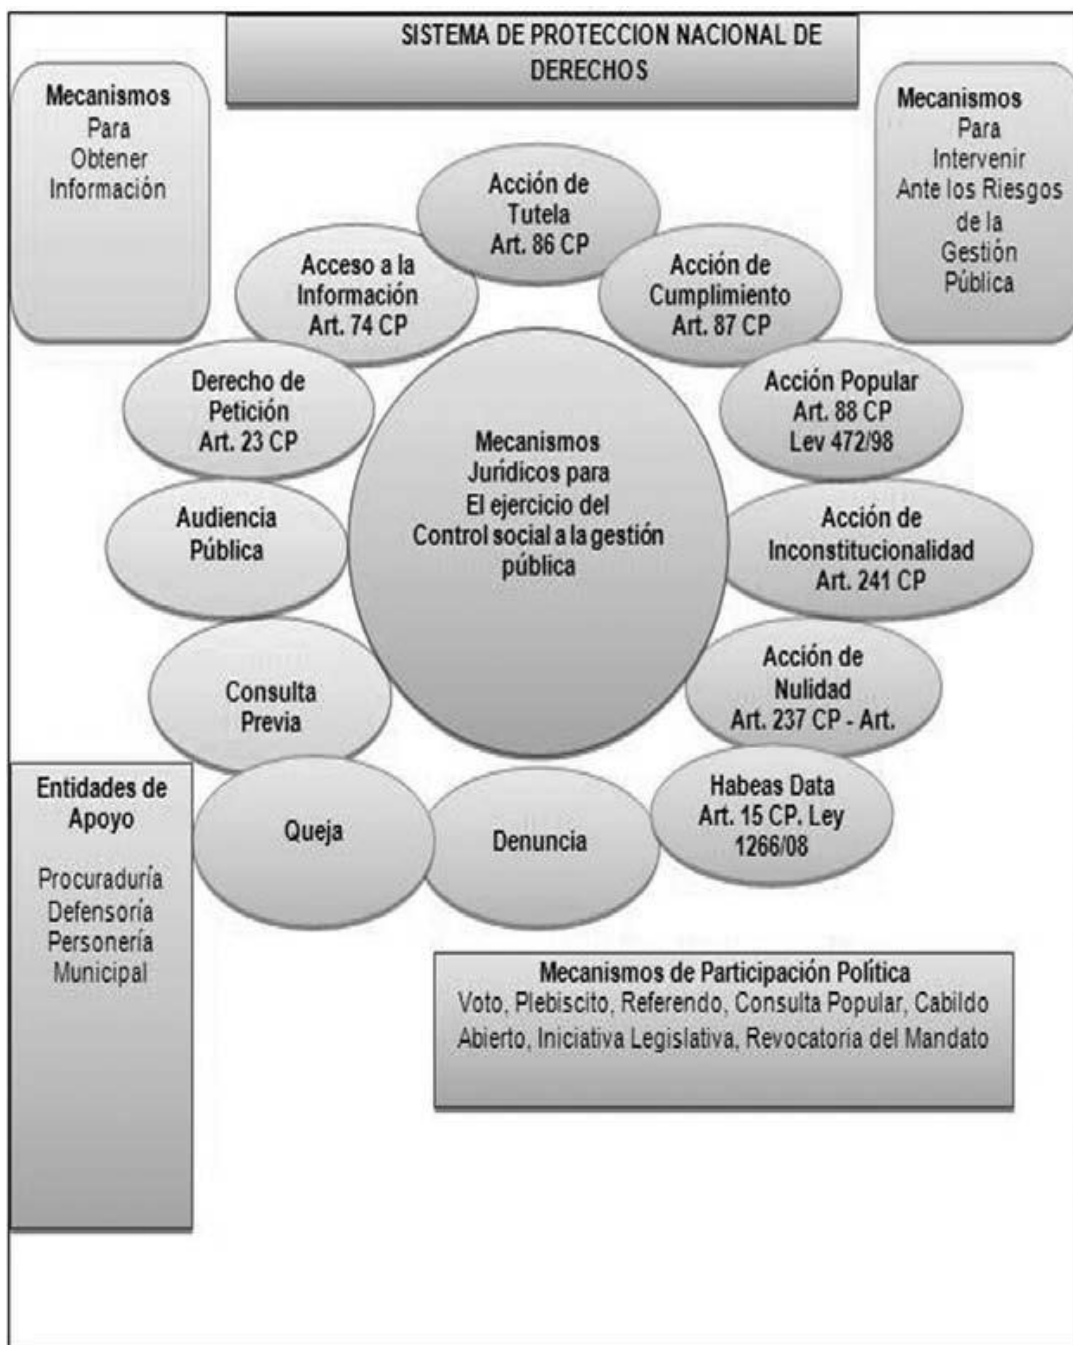 SISTEMA DE PROTECCION NACIONAL DE
DERECHOS
Mecanismos
Para
Obtener
Información
Mecanismos
Para
Intervenir
Ante los Riesgos
de la
Gestión
Pública
Acción de
Tutela
Art. 86 CP
Acceso a la
Información
Art. 74 CP
Acción de
Cumplimiento
Art. 87 CP
Derecho de
Petición
Art. 23 CP
Acción Popular
Art. 88 CP
Lev 472/98
Mecanismos
Jurídicos para
El ejercicio del
Control social a la gestión
pública
Audiencia
Pública
Acción de
Inconstitucionalidad
Art. 241 CP
Consulta
Previa
Acción de
Nulidad
Art. 237 CP - Art.
Queja
Denuncia
Habeas Data
Art. 15 CP. Ley
1266/08
Entidades de
Apoyo
Procuraduría
Defensoría
Personería
Municipal
Mecanismos de Participación Política
Voto, Plebiscito, Referendo, Consulta Popular, Cabildo
Abierto, Iniciativa Legislativa, Revocatoria del Mandato